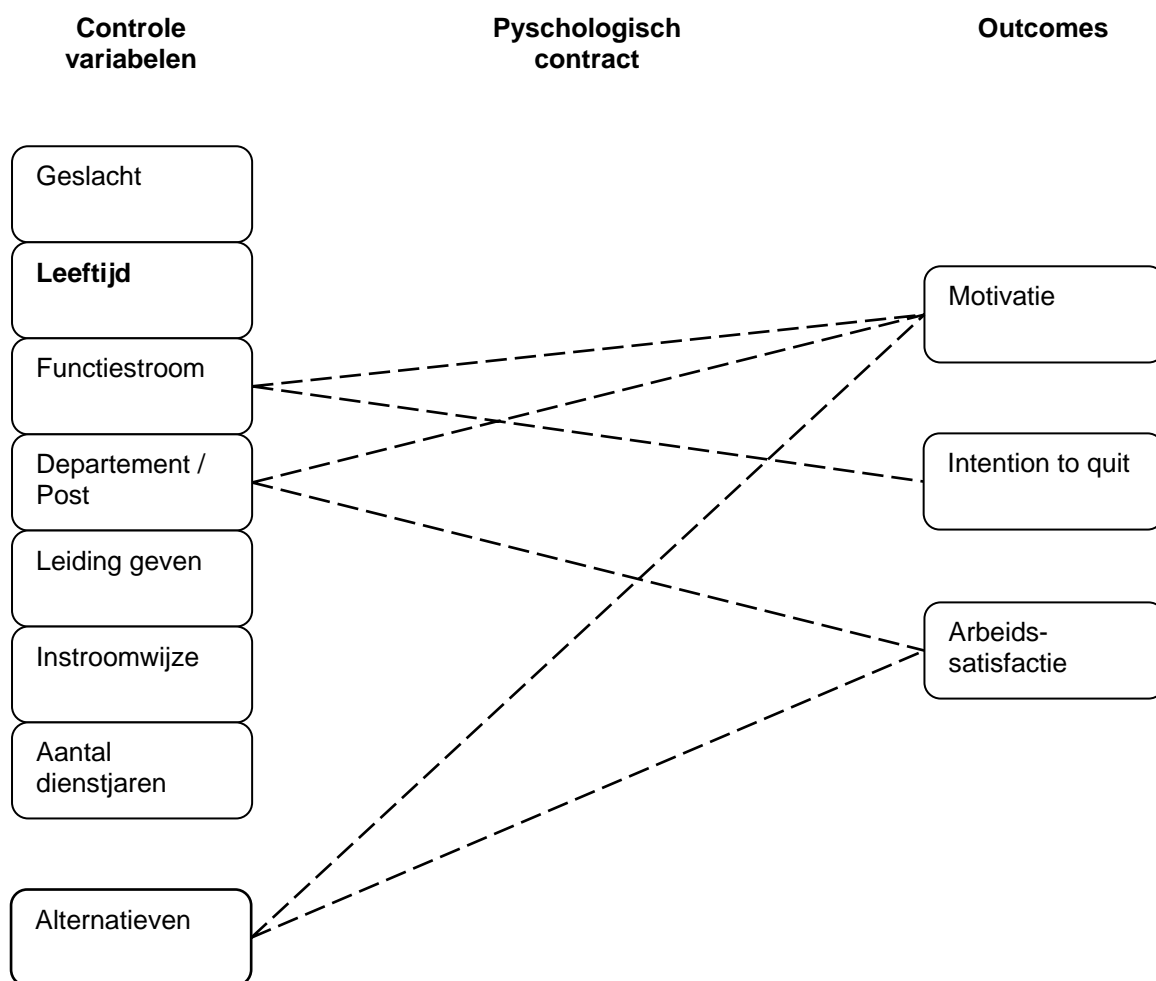 Controle
variabelen
Pyschologisch
contract
Outcomes
Geslacht
Leeftijd
Functiestroom
Departement /
Post
Leiding geven
Instroomwijze
Aantal
dienstjaren
Alternatieven
Motivatie
Intention to quit
Arbeids-
satisfactie